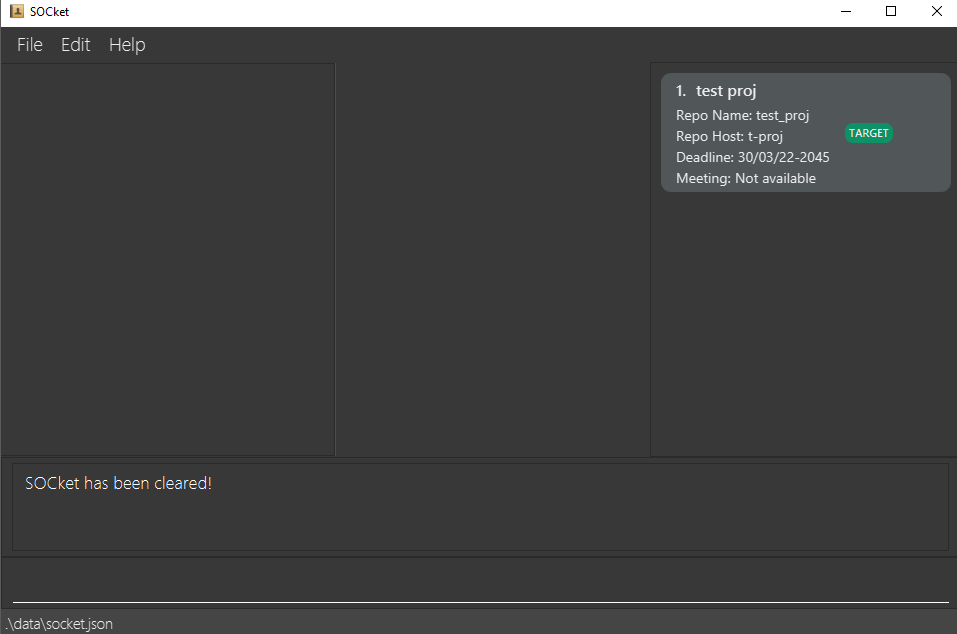 SOCket
File Edit Help
1. test proj
Repo Name: test_proj
Repo Host: t-proj
TARGET
Deadline: 30/03/22-2045
Meeting: Not available
SOCket has been cleared!
.\data\socket.json